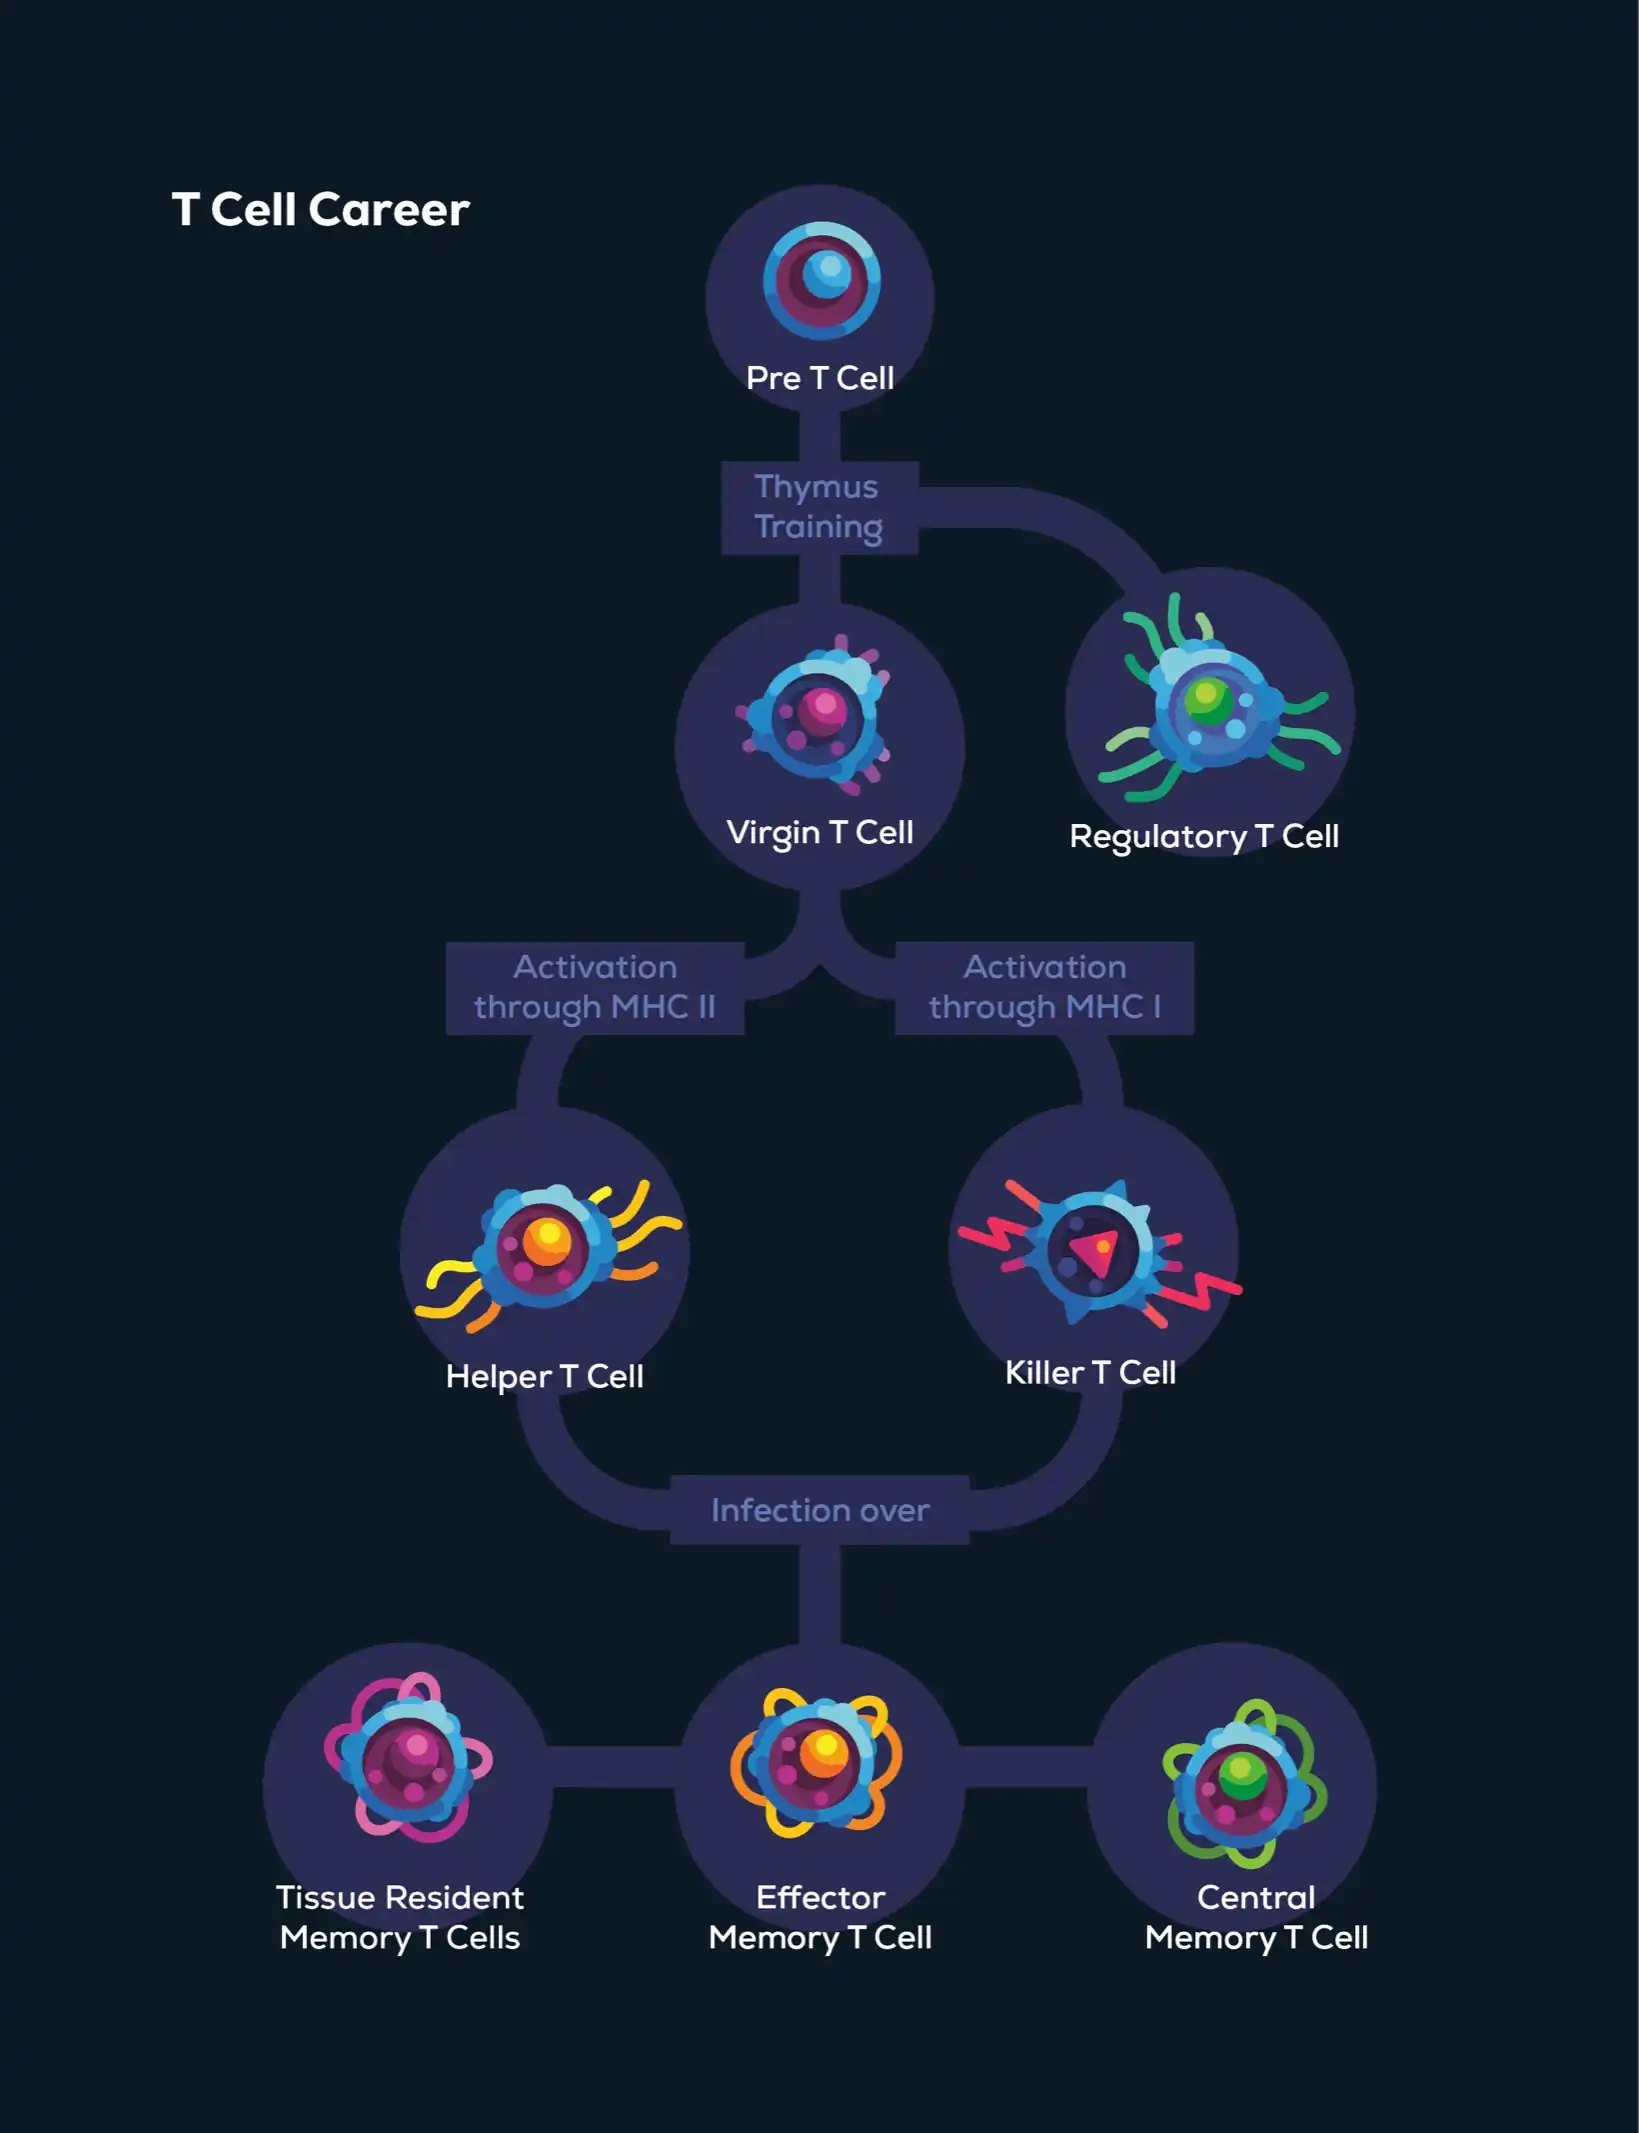 T Cell Career
Pre T Cell
Thymus
Training
Virgin T Cell
Regulatory T Cell
Activation
through MHC II
Activation
through MHC I
Helper T Cell
Killer T Cell
Infection over
Tissue Resident
Memory T Cells
Effector
Memory T Cell
Central
Memory T Cell